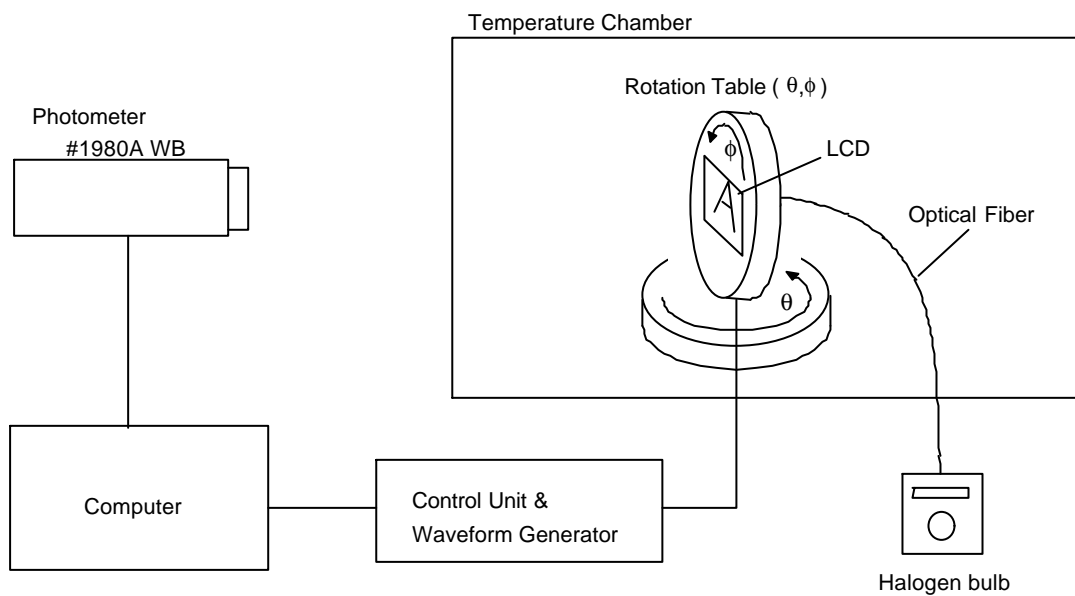 Temperature Chamber
Rotation Table ( θ,φ)
Photometer
#1980A WB
φ
LCD
A
Optical Fiber
θ
Computer
Control Unit &
Waveform Generator
Halogen bulb